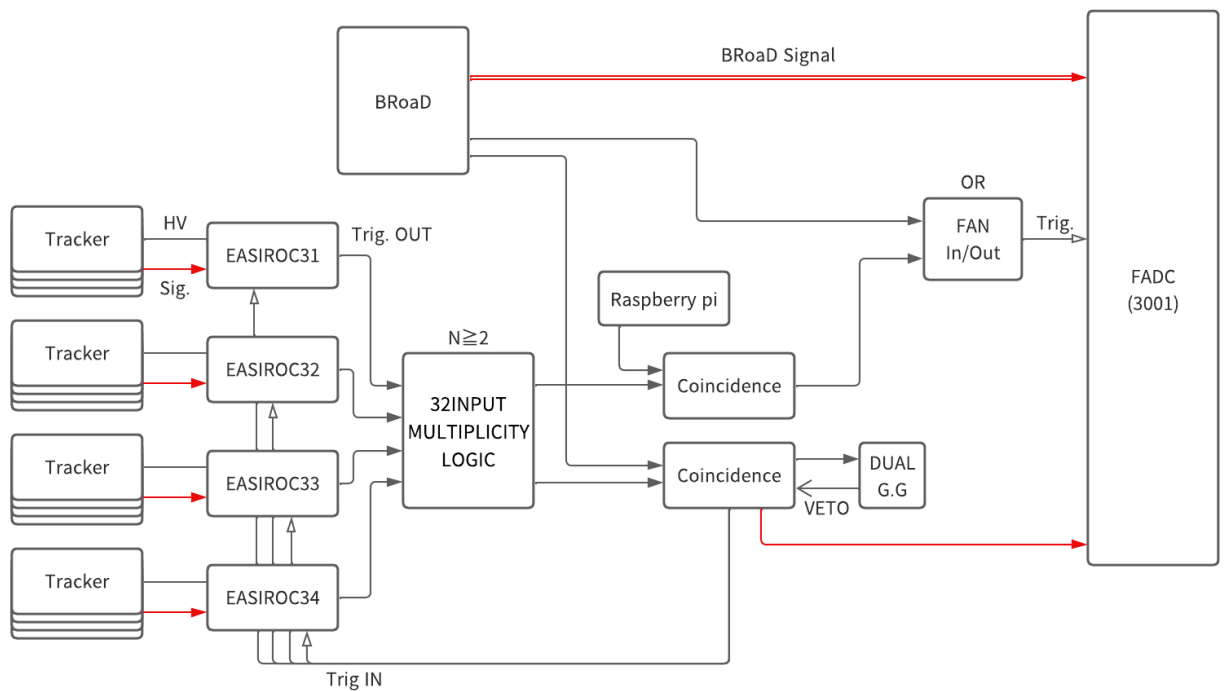 BRoaD Signal
BRoaD
OR
FAN
In/Out
Trig.
FADC
(3001)
Tracker
HV
Sig.
EASIROC31
Trig. OUT
Raspberry pi
Tracker
EASIROC32
N≧2
32INPUT
MULTIPLICITY
LOGIC
Coincidence
Tracker
EASIROC33
Coincidence
DUAL
G.G
VETO
Tracker
EASIROC34
Trig IN